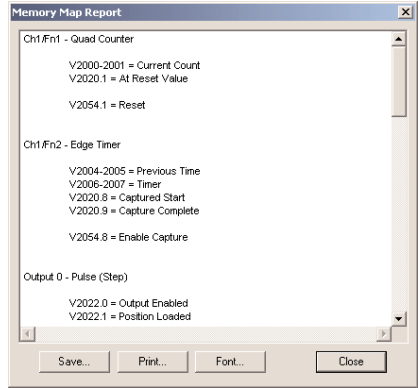 Memory Map Report
Ch1/Fn1 - Quad Counter
V2000-2001 = Current Count
V2020.1 = At Reset Value
V2054.1 = Reset
Ch1/Fn2 - Edge Timer
V2004-2005 = Previous Time
V2006-2007 = Timer
V2020.8 = Captured Start
V2020.9 = Capture Complete
V2054.8 = Enable Capture
Output 0 - Pulse (Step)
V2022.0 = Output Enabled
V2022.1 = Position Loaded
Save... Print... Font... Close